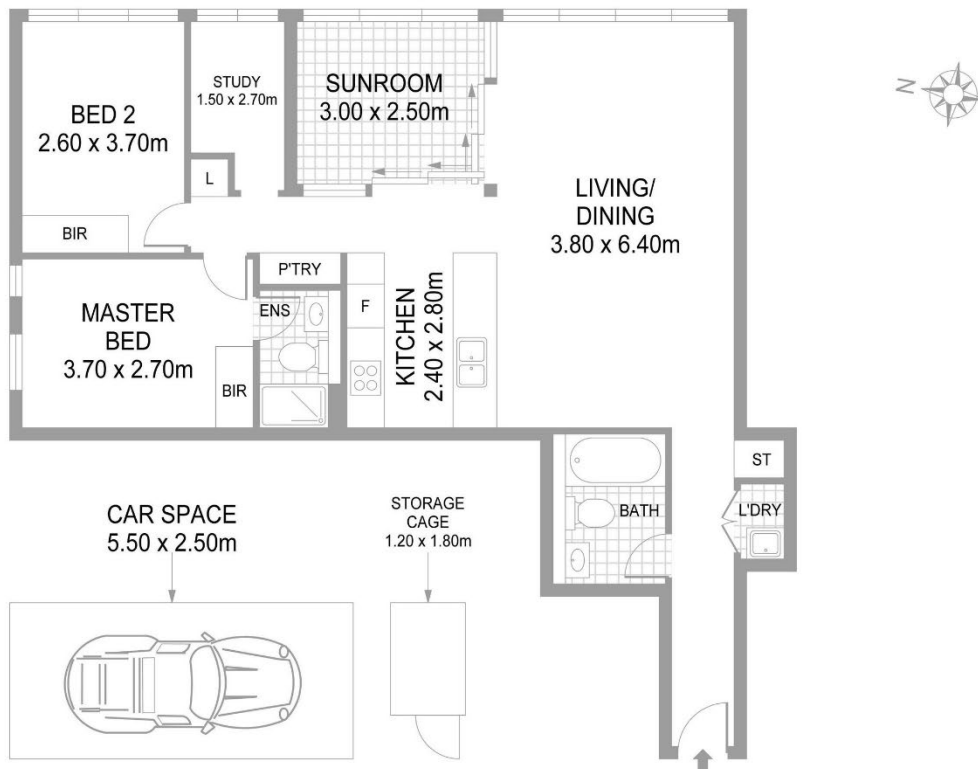 BED 2
2.60 x 3.70m
STUDY
1.50 x 2.70m
SUNROOM
3.00 x 2.50m
N
L
BIR
LIVING/
DINING
3.80 x 6.40m
P'TRY
MASTER
BED
3.70 x 2.70m
BIR
ENS
F
KITCHEN
2.40 x 2.80m
ST
L'DRY
BATH
CAR SPACE
5.50 x 2.50m
STORAGE
CAGE
1.20 x 1.80m